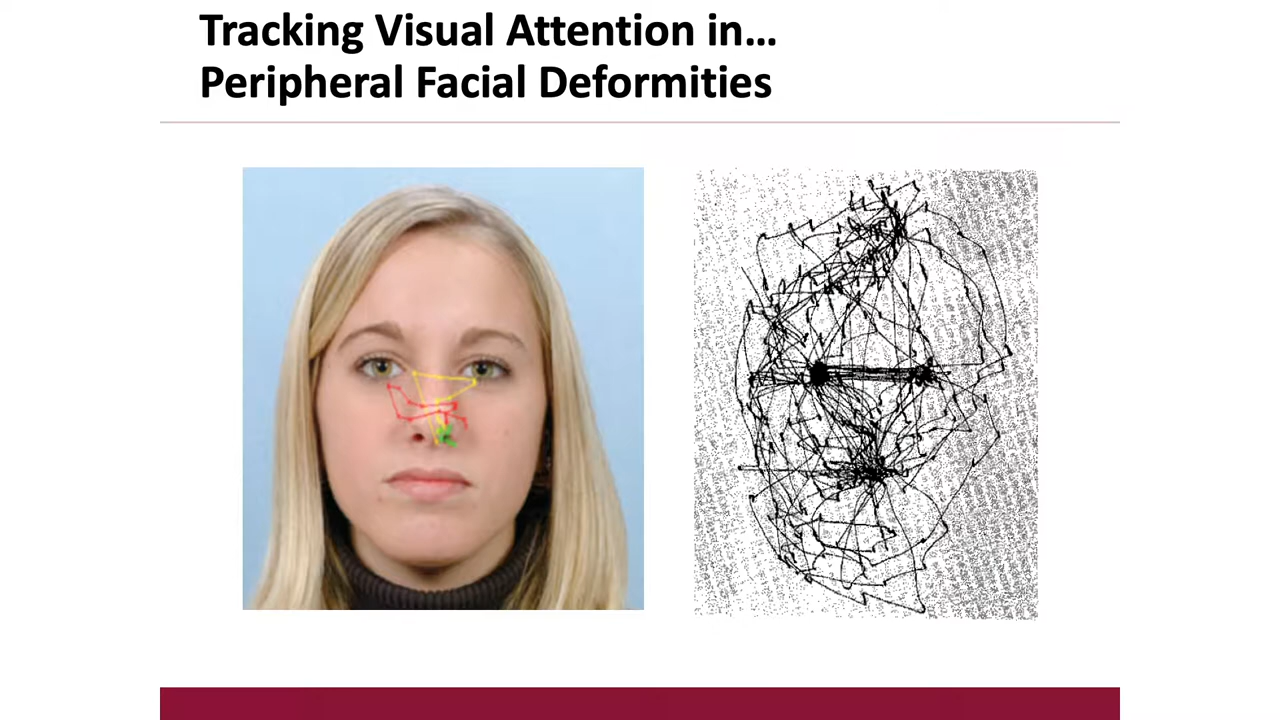 Tracking Visual Attention in…
Peripheral Facial Deformities